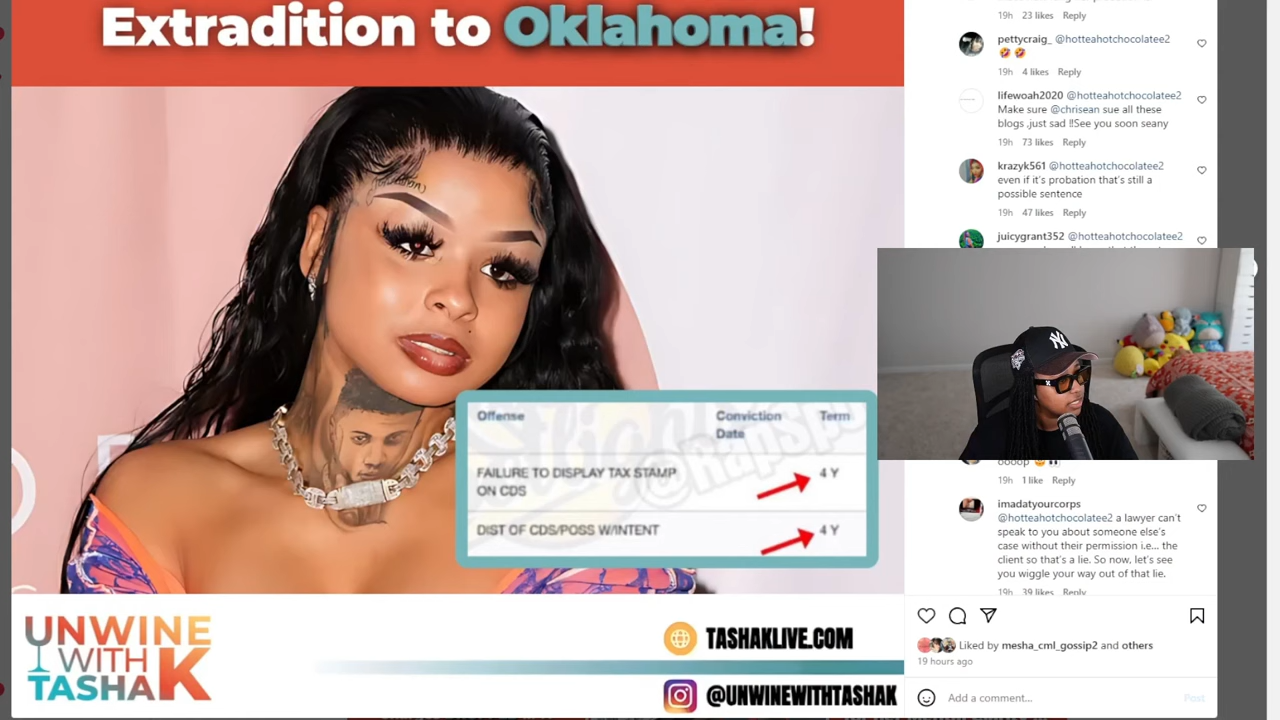 Extradition to Oklahoma!
Offense
Conviction
Date
Term
FAILURE TO DISPLAY TAX STAMP
ON CDS
4 Y
DIST OF CDS/POSS W/INTENT
4 Y
UNWINE
WITH
TASHA K
TASHAKLIVE.COM
@UNWINEWITHTASHAK
19h 23 likes Reply
pettycraig_ @hotteahotchocolatee2
🤣 🤣
19h 4 likes Reply
lifewoah2020 @hotteahotchocolatee2
Make sure @chrisean sue all these
blogs ,just sad !!See you soon seany
19h 73 likes Reply
krazyk561 @hotteahotchocolatee2
even if it's probation that's still a
possible sentence
19h 47 likes Reply
juicygrant352 @hotteahotchocolatee2
oooop
19h 1 like Reply
imadatyourcorps
@hotteahotchocolatee2 a lawyer can't
speak to you about someone else's
case without their permission i.e... the
client so that's a lie. So now, let's see
you wiggle your way out of that lie.
19h 39 likes Reply
Liked by mesha_cml_gossip2 and others
19 hours ago
Add a comment...
Post